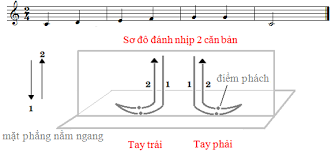 2
4
Sơ đồ đánh nhịp 2 căn bản
2
1
2 1
1 2
điểm phách
mặt phẳng nằm ngang
Tay trái Tay phải